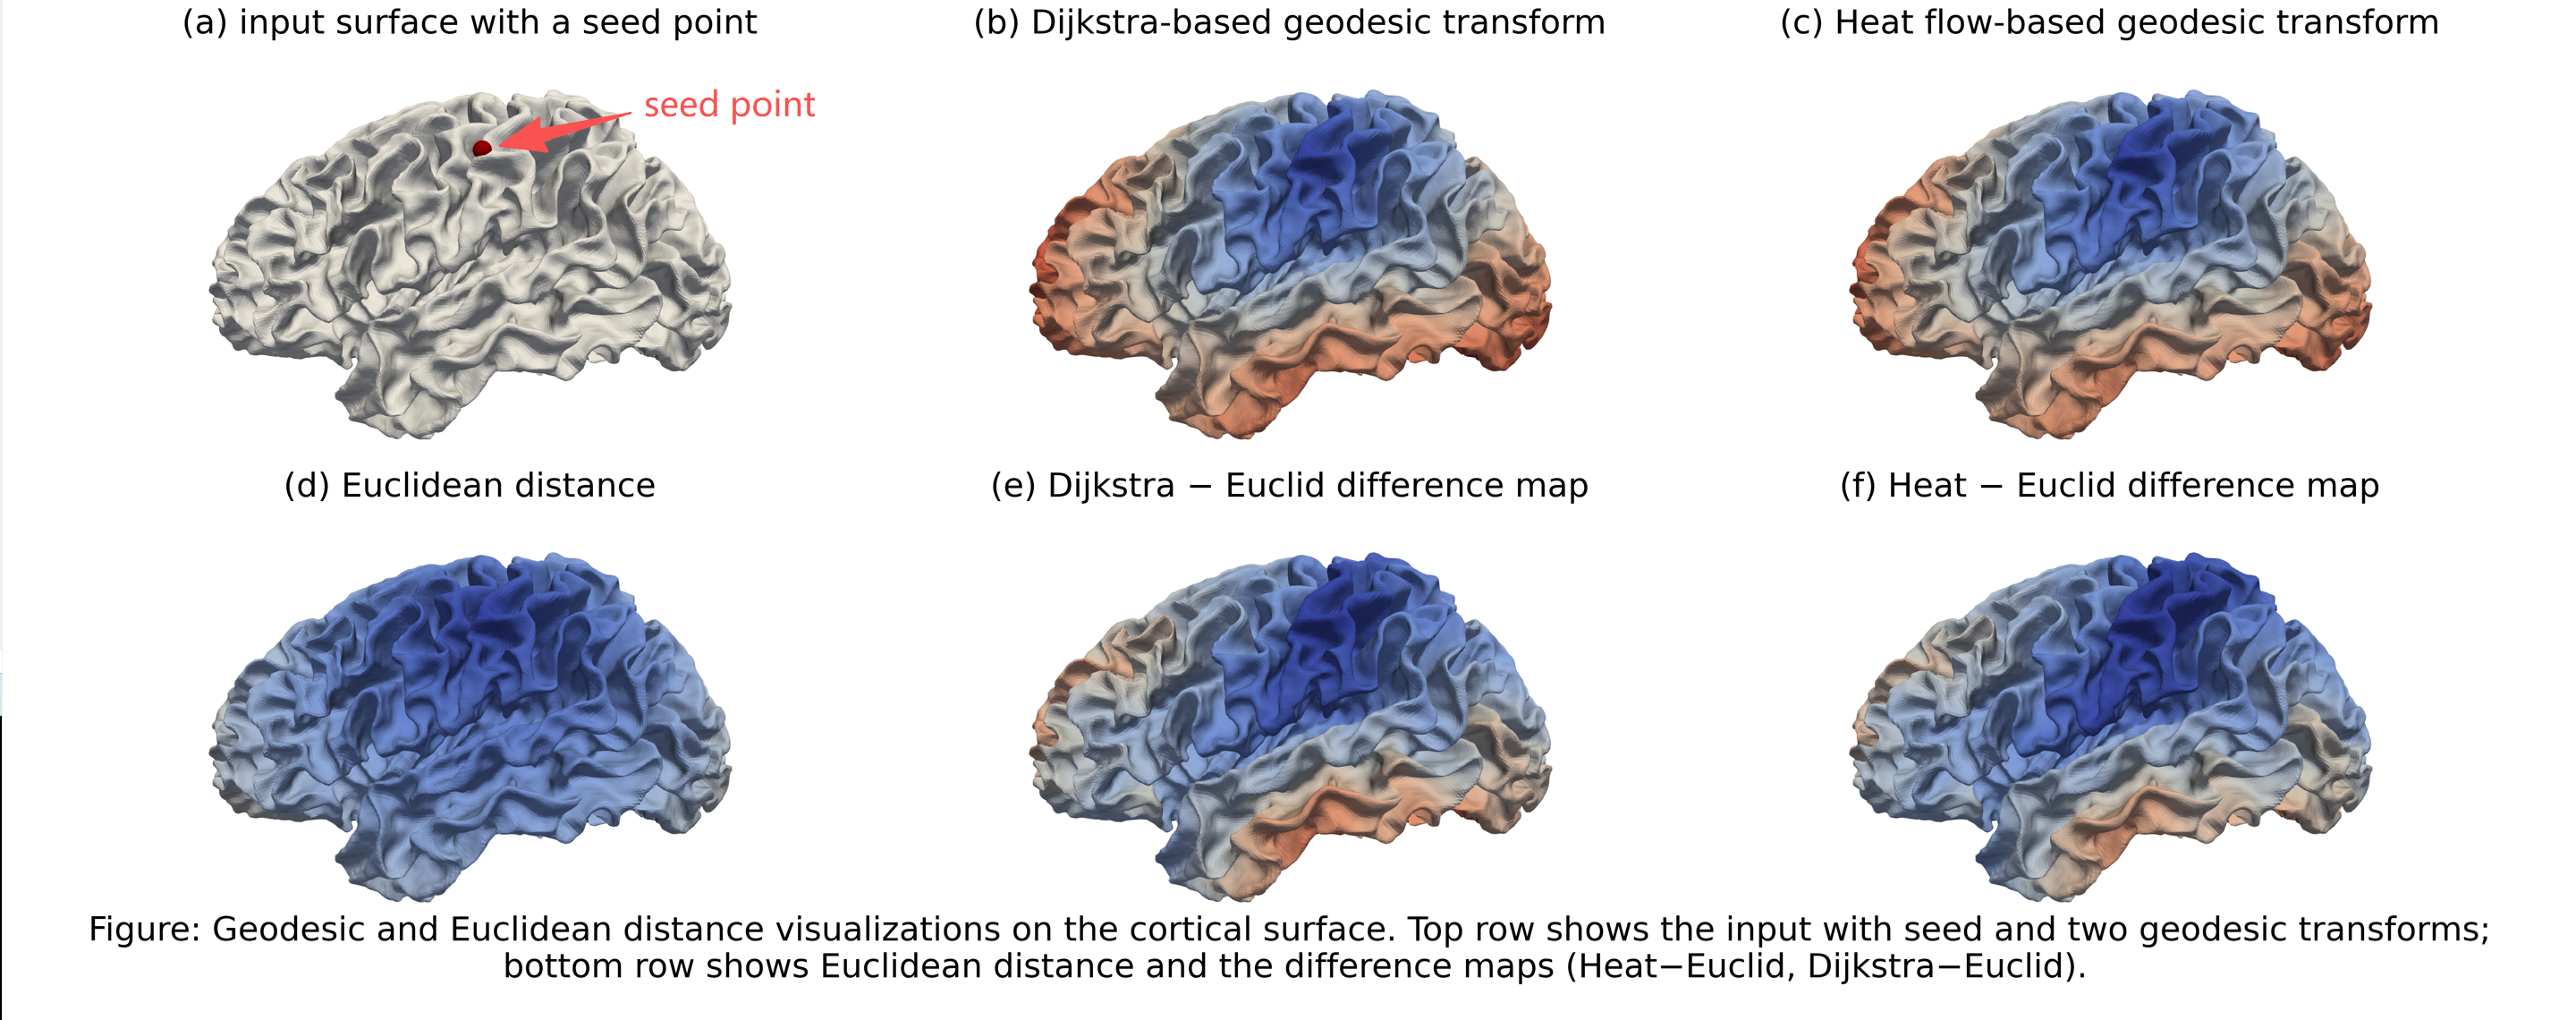 (a) input surface with a seed point
(b) Dijkstra-based geodesic transform
(c) Heat flow-based geodesic transform
seed point
(d) Euclidean distance
(e) Dijkstra − Euclid difference map
(f) Heat − Euclid difference map
Figure: Geodesic and Euclidean distance visualizations on the cortical surface. Top row shows the input with seed and two geodesic transforms;
bottom row shows Euclidean distance and the difference maps (Heat−Euclid, Dijkstra−Euclid).